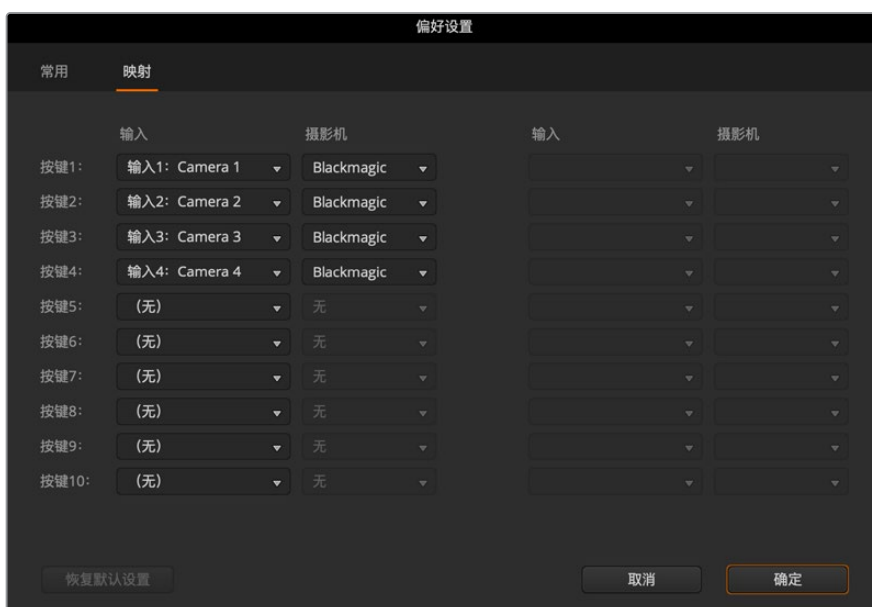 偏好设置
常用 映射
输入 摄影机 输入 摄影机
按键1: 输入1: Camera 1 Blackmagic
按键2: 输入2: Camera 2 Blackmagic
按键3: 输入3: Camera 3 Blackmagic
按键4: 输入4: Camera 4 Blackmagic
按键5: (无) 无
按键6: (无) 无
按键7: (无) 无
按键8: (无) 无
按键9: (无) 无
按键10: (无) 无
恢复默认设置 取消 确定